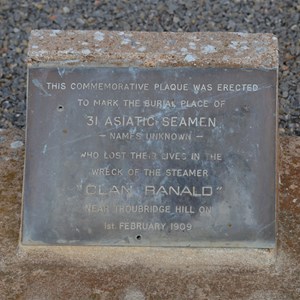 THIS COMMEMORATIVE PLAQUE WAS ERECTED
TO MARK THE BURIAL PLACE OF
31 ASIATIC SEAMEN
— NAMES UNKNOWN —
WHO LOST THEIR LIVES IN THE
WRECK OF THE STEAMER
"CLAN RANALD"
NEAR TROUBRIDGE HILL ON
1ST. FEBRUARY 1909